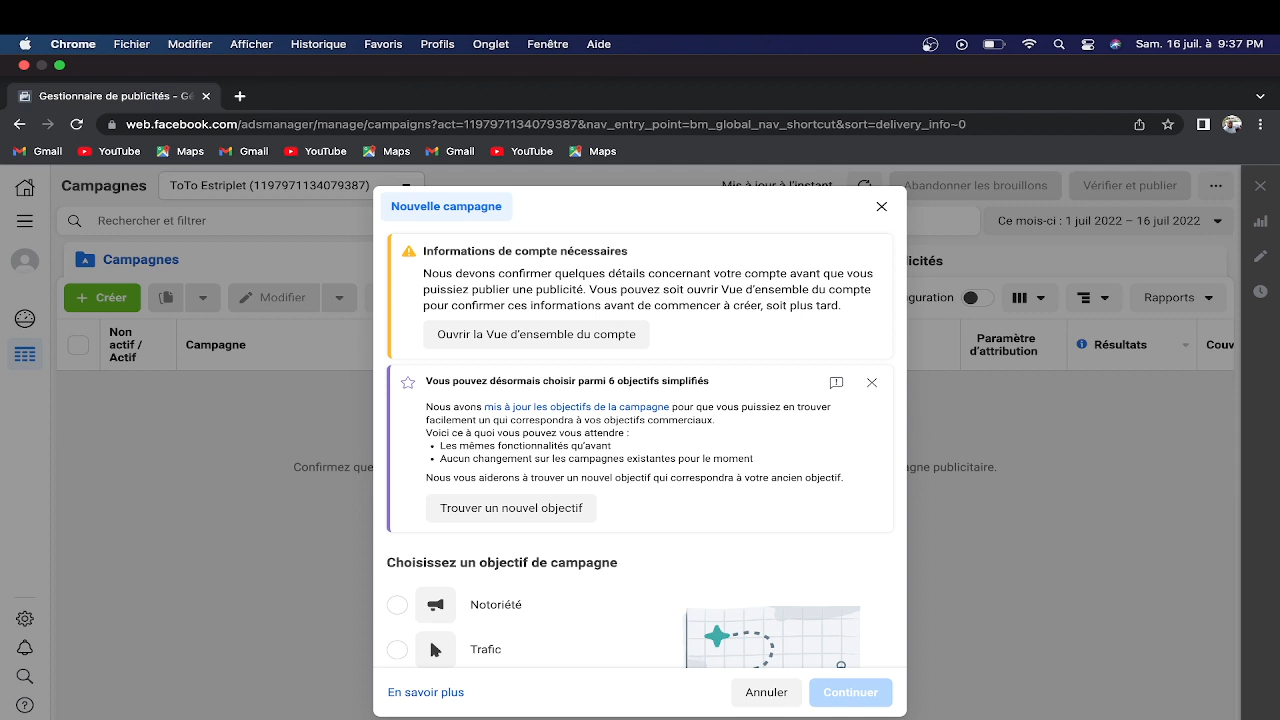 Chrome Fichier Modifier Afficher Historique Favoris Profils Onglet Fenêtre Aide Sam. 16 juil. à 9:37 PM
Gestionnaire de publicités - Gé
web.facebook.com/adsmanager/manage/campaigns?act=1197971134079387&nav_entry_point=bm_global_nav_shortcut&sort=delivery_info~0
Gmail YouTube Maps Gmail YouTube Maps Gmail YouTube Maps
Campagnes ToTo Estriplet (1197971134079387) Mis à jour à l'instant Abandonner les brouillons Vérifier et publier
Rechercher et filtrer Ce mois-ci : 1 juil 2022 – 16 juil 2022
Campagnes
Créer Modifier Rapports
Non actif / Actif
Campagne
Paramètre d'attribution
Résultats
Couv
Confirmez que
gne publicitaire.
Nouvelle campagne
Informations de compte nécessaires
Nous devons confirmer quelques détails concernant votre compte avant que vous
puissiez publier une publicité. Vous pouvez soit ouvrir Vue d'ensemble du compte
pour confirmer ces informations avant de commencer à créer, soit plus tard.
Ouvrir la Vue d'ensemble du compte
Vous pouvez désormais choisir parmi 6 objectifs simplifiés
Nous avons mis à jour les objectifs de la campagne pour que vous puissiez en trouver
facilement un qui correspondra à vos objectifs commerciaux.
Voici ce à quoi vous pouvez vous attendre :
• Les mêmes fonctionnalités qu'avant
• Aucun changement sur les campagnes existantes pour le moment
Nous vous aiderons à trouver un nouvel objectif qui correspondra à votre ancien objectif.
Trouver un nouvel objectif
Choisissez un objectif de campagne
Notoriété
Trafic
En savoir plus Annuler Continuer